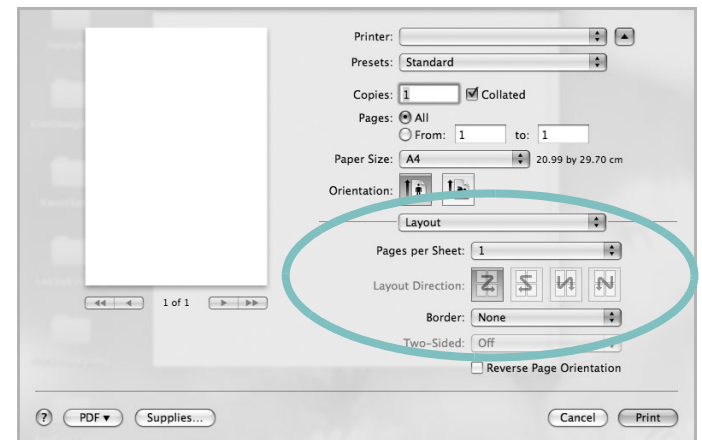 Printer:
Presets: Standard
Copies: 1 Collated
Pages: All
From: 1 to: 1
Paper Size: A4 20.99 by 29.70 cm
Orientation:
Layout
Pages per Sheet: 1
Layout Direction:
Border: None
Two-Sided: Off
Reverse Page Orientation
1 of 1
? PDF Supplies... Cancel Print